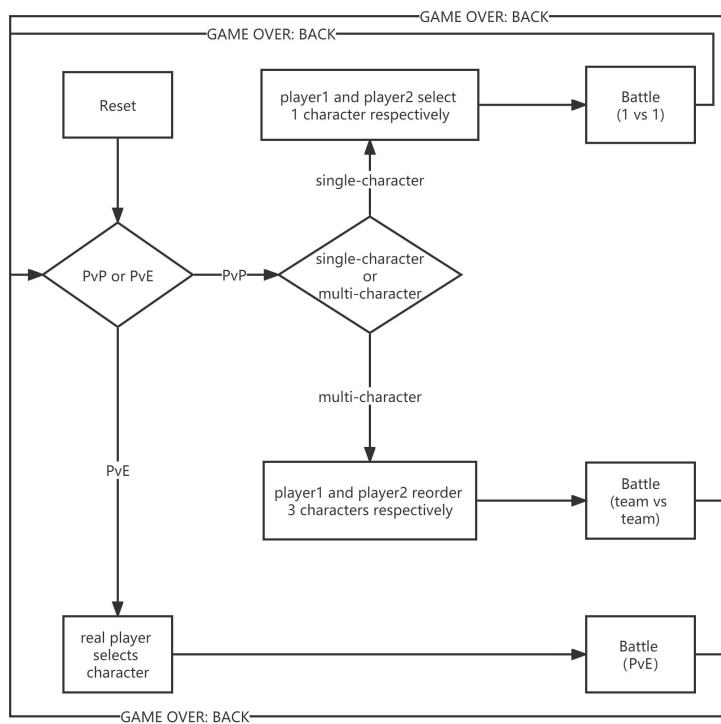 GAME OVER: BACK
GAME OVER: BACK
Reset
player1 and player2 select
1 character respectively
Battle
(1 vs 1)
single-character
PvP or PvE
PvP
single-character
or
multi-character
multi-character
PvE
player1 and player2 reorder
3 characters respectively
Battle
(team vs
team)
real player
selects
character
Battle
(PvE)
GAME OVER: BACK